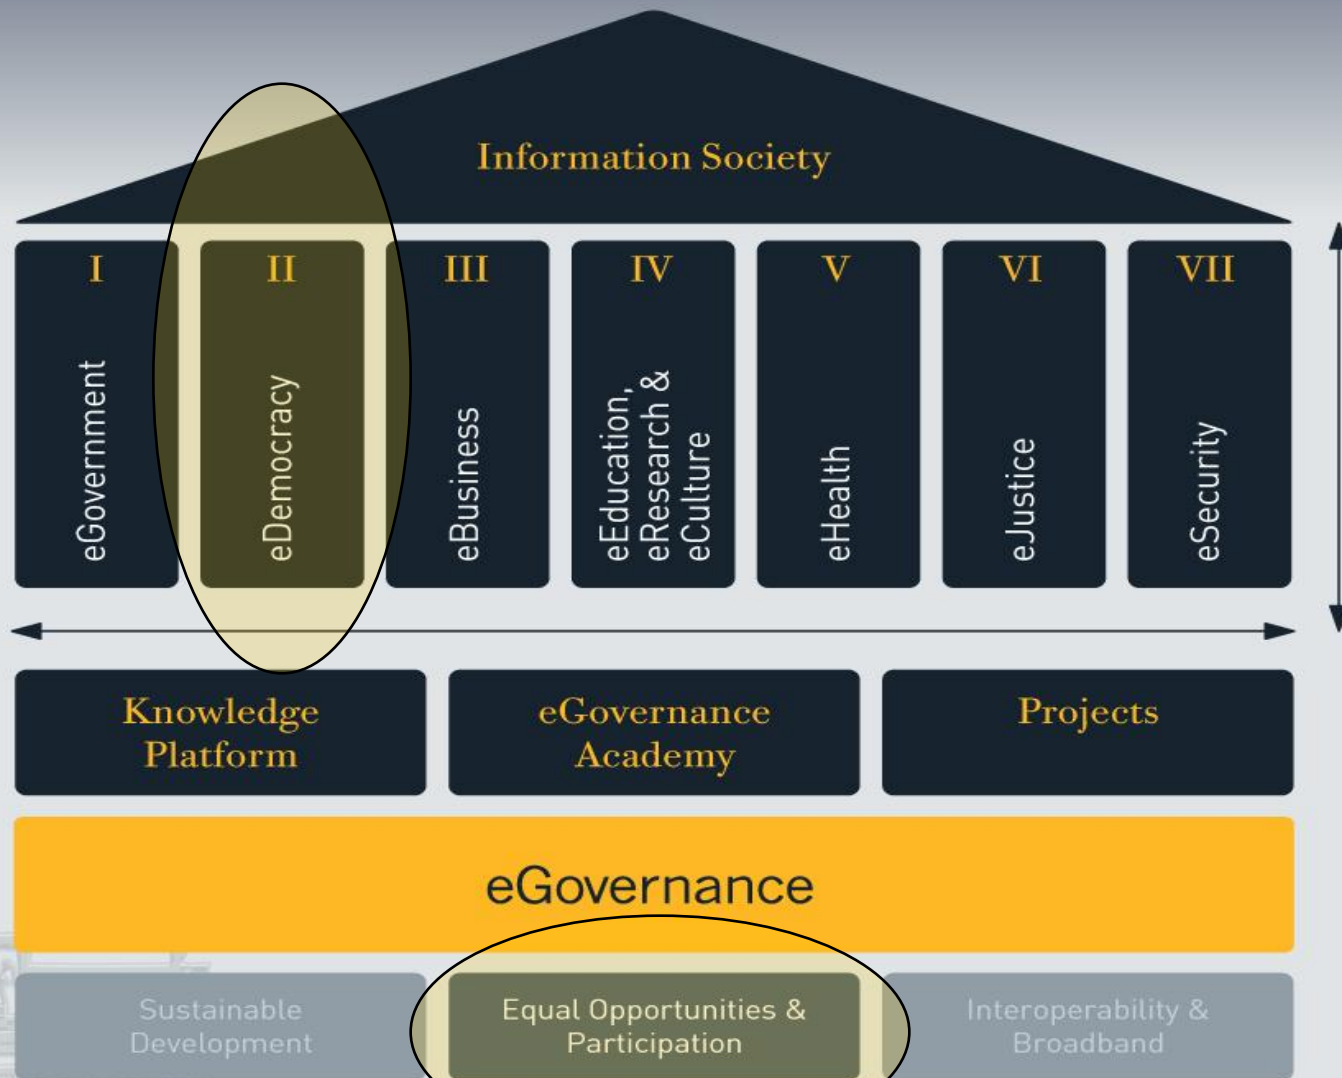 Information Society
I
II
III
IV
V
VI
VII
eGovernment
eDemocracy
eBusiness
eEducation,
eResearch &
eCulture
eHealth
eJustice
eSecurity
Knowledge
Platform
eGovernance
Academy
Projects
eGovernance
Sustainable
Development
Equal Opportunities &
Participation
Interoperability &
Broadband